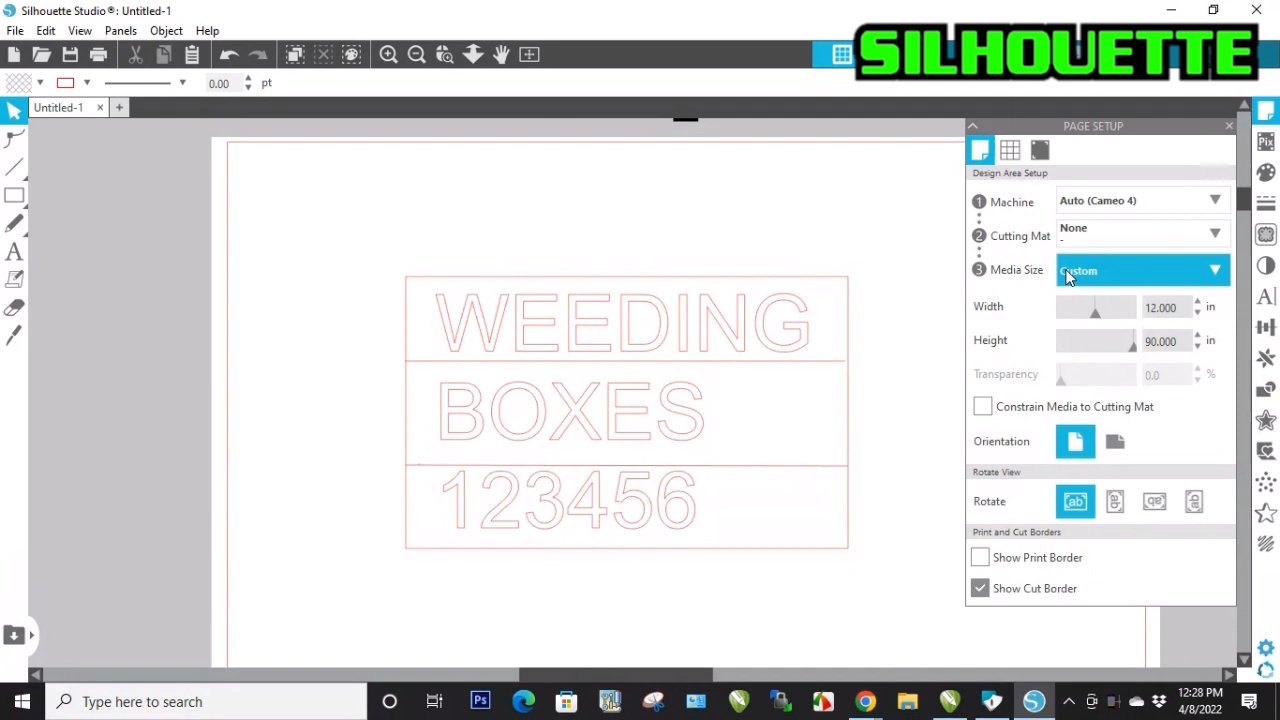 Silhouette Studio®: Untitled-1
File Edit View Panels Object Help
SILHOUETTE
0.00 pt
Untitled-1
PAGE SETUP
Design Area Setup
1 Machine Auto (Cameo 4)
2 Cutting Mat None
-
3 Media Size Custom
Width 12.000 in
Height 90.000 in
Transparency 0.0 %
Constrain Media to Cutting Mat
Orientation
Rotate View
Rotate
Print and Cut Borders
Show Print Border
Show Cut Border
WEEDING
BOXES
123456
Type here to search
12:28 PM
4/8/2022